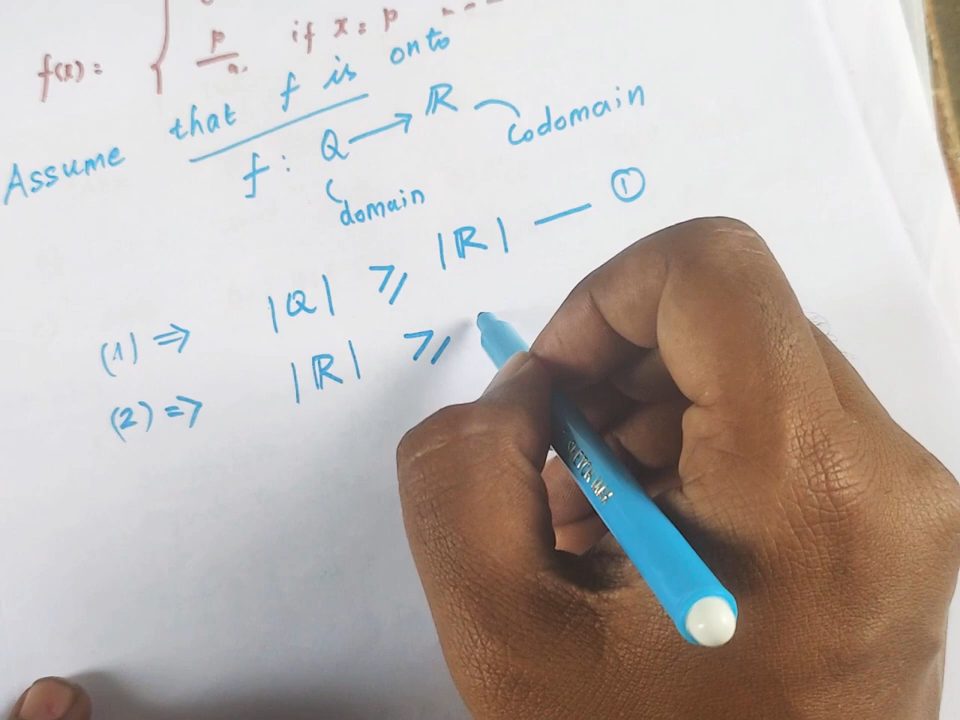 f(x) = { p/q if x = p
Assume that f is onto
f : Q → R codomain
domain
(1) ⇒ |Q| ⩾ |R| — ①
(2) ⇒ |R| ⩾